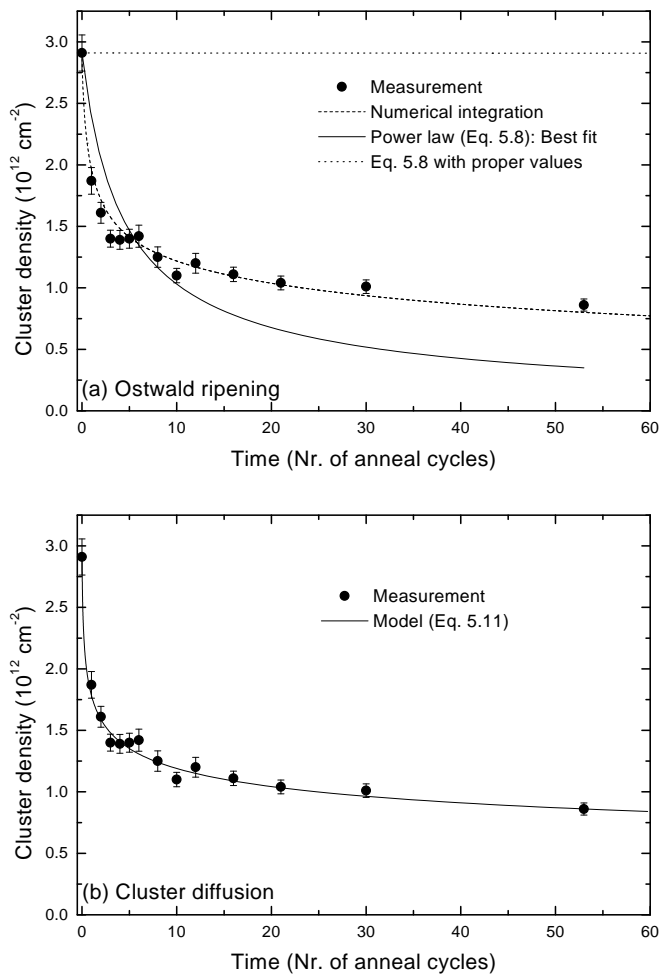 3.0
2.5
2.0
1.5
1.0
0.5
0.0
Cluster density (10¹² cm⁻²)
Measurement
Numerical integration
Power law (Eq. 5.8): Best fit
Eq. 5.8 with proper values
(a) Ostwald ripening
0 10 20 30 40 50 60
Time (Nr. of anneal cycles)
3.0
2.5
2.0
1.5
1.0
0.5
0.0
Cluster density (10¹² cm⁻²)
Measurement
Model (Eq. 5.11)
(b) Cluster diffusion
0 10 20 30 40 50 60
Time (Nr. of anneal cycles)